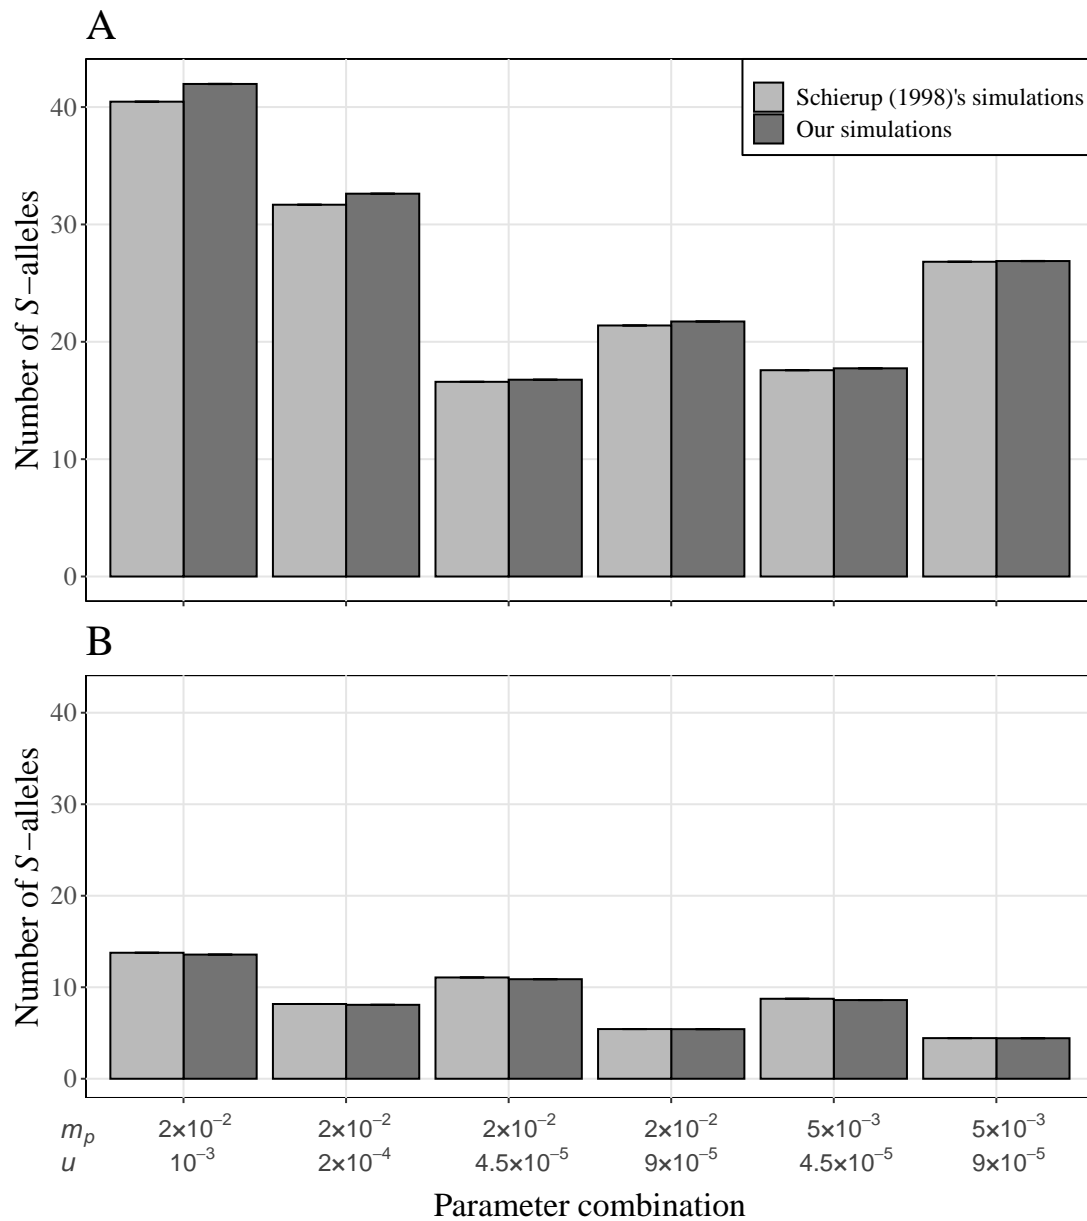 A
Schierup (1998)'s simulations
Our simulations
Number of S−alleles
40
30
20
10
0
B
Number of S−alleles
40
30
20
10
0
m_p 2×10⁻² 2×10⁻² 2×10⁻² 2×10⁻² 5×10⁻³ 5×10⁻³
u 10⁻³ 2×10⁻⁴ 4.5×10⁻⁵ 9×10⁻⁵ 4.5×10⁻⁵ 9×10⁻⁵
Parameter combination